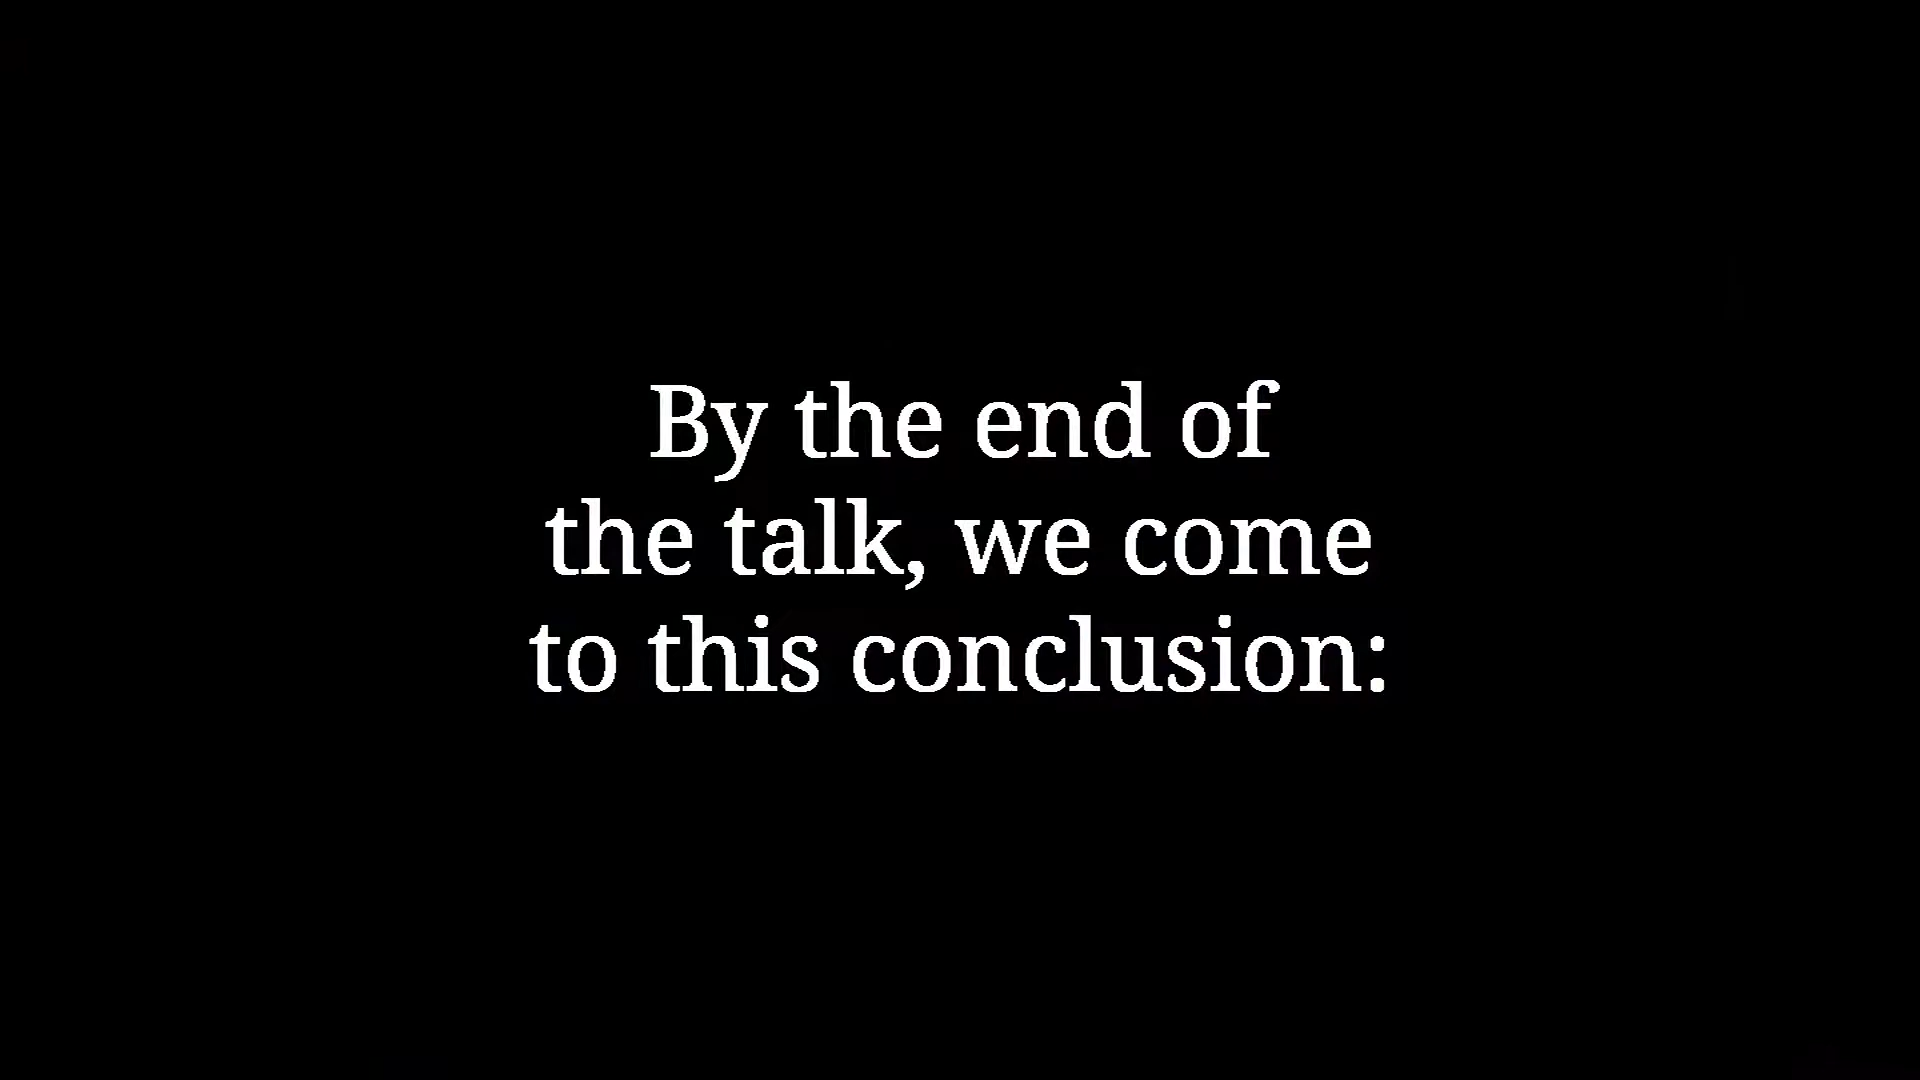 By the end of
the talk, we come
to this conclusion: